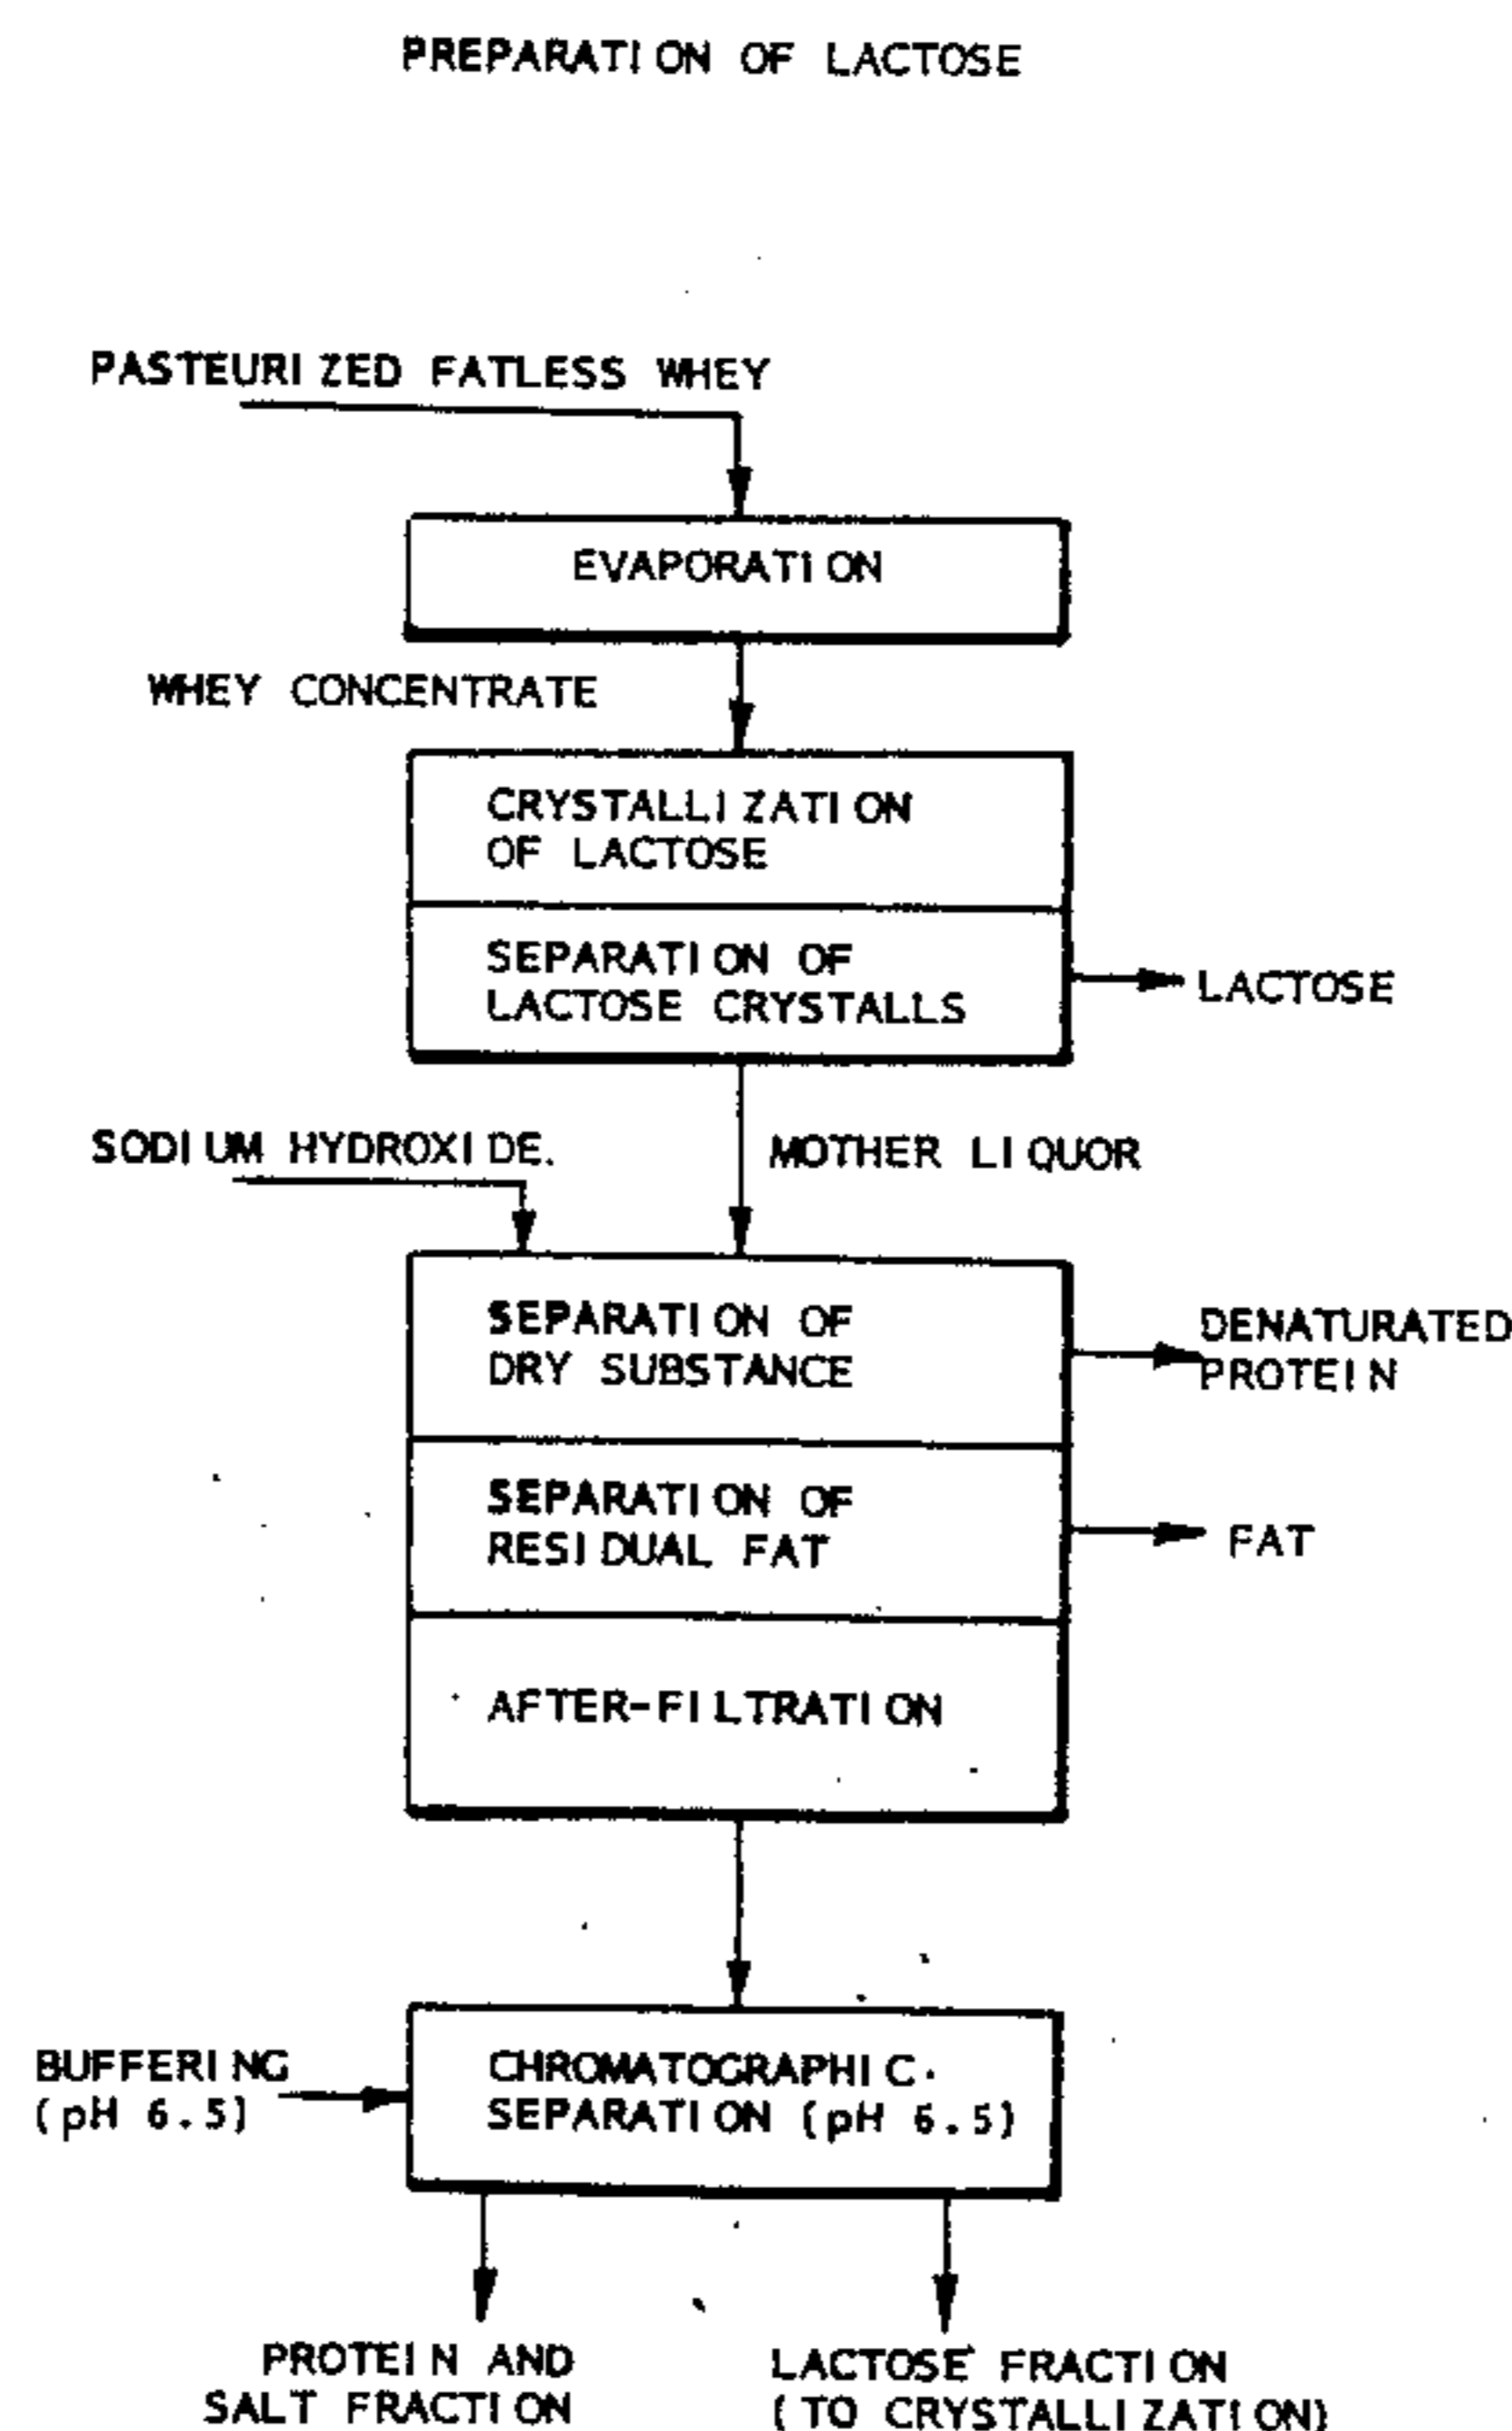 PREPARATION OF LACTOSE
PASTEURIZED FATLESS WHEY
EVAPORATION
WHEY CONCENTRATE
CRYSTALLIZATION
OF LACTOSE
SEPARATION OF
LACTOSE CRYSTALLS
LACTOSE
SODIUM HYDROXIDE.
MOTHER LIQUOR
SEPARATION OF
DRY SUBSTANCE
DENATURATED
PROTEIN
SEPARATION OF
RESIDUAL FAT
FAT
AFTER-FILTRATION
BUFFERING
(pH 6.5)
CHROMATOGRAPHIC
SEPARATION (pH 6.5)
PROTEIN AND
SALT FRACTION
LACTOSE FRACTION
(TO CRYSTALLIZATION)